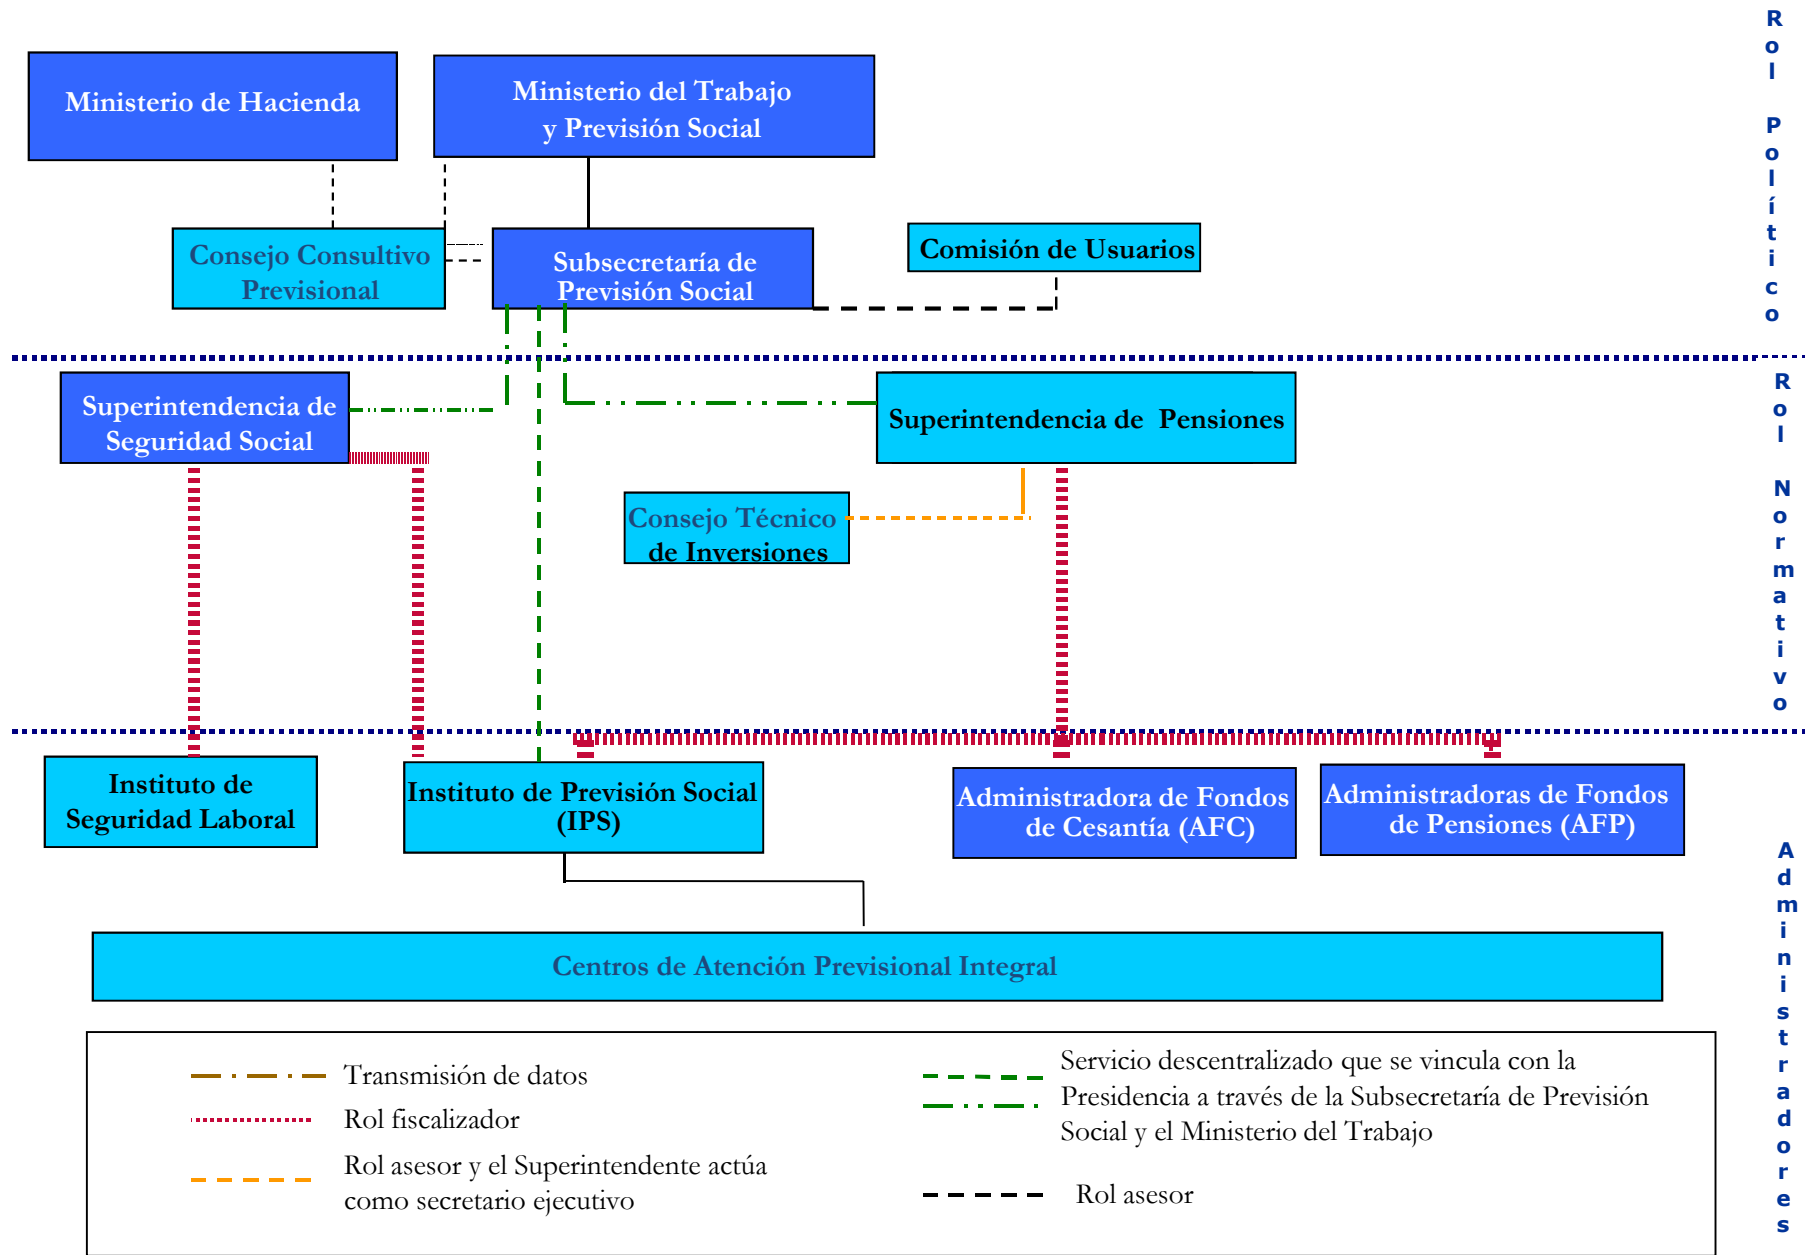 Ministerio de Hacienda
Ministerio del Trabajo
y Previsión Social
Consejo Consultivo
Previsional
Subsecretaría de
Previsión Social
Comisión de Usuarios
Rol Político
Superintendencia de
Seguridad Social
Superintendencia de Pensiones
Consejo Técnico
de Inversiones
Rol Normativo
Instituto de
Seguridad Laboral
Instituto de Previsión Social
(IPS)
Administradora de Fondos
de Cesantía (AFC)
Administradoras de Fondos
de Pensiones (AFP)
Centros de Atención Previsional Integral
Administradores
Transmisión de datos
Rol fiscalizador
Rol asesor y el Superintendente actúa
como secretario ejecutivo
Servicio descentralizado que se vincula con la
Presidencia a través de la Subsecretaría de Previsión
Social y el Ministerio del Trabajo
Rol asesor